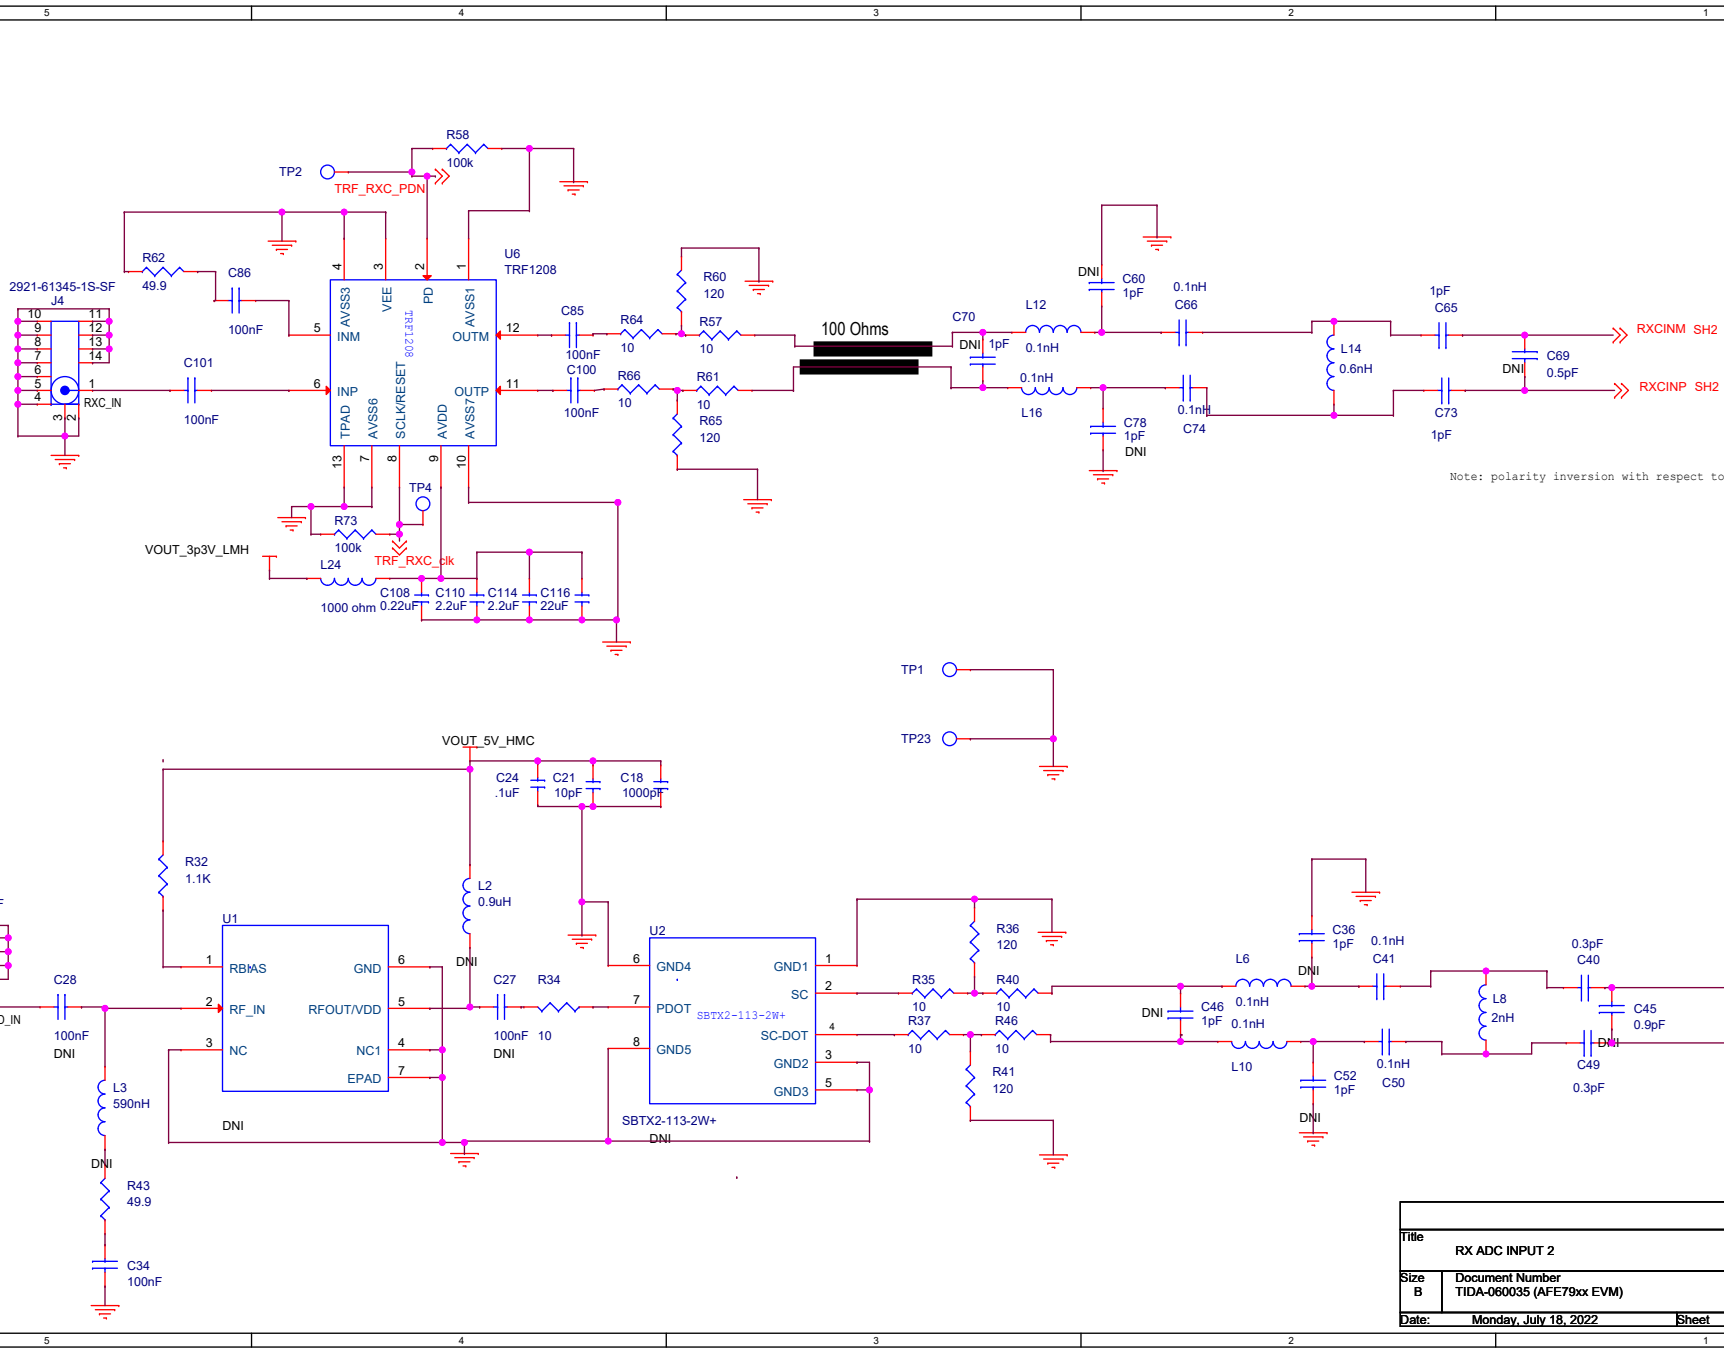 5 4 3 2 1
R58
100k
TP2
TRF_RXC_PDN
R62
49.9
C86
100nF
4 3 2 1
U6
TRF1208
AVSS3 VEE PD AVSS1
TRF1208
2921-61345-1S-SF
J4
10 11
9 12
8 13
7 14
6
5 1
4
RXC_IN
3 2
C101
100nF
5 INM
6 INP
OUTM 12
OUTP 11
TPAD AVSS6 SCLK/RESET AVDD AVSS7
13 7 8 9 10
C85
100nF
C100
100nF
R64
10
R66
10
R60
120
R57
10
R61
10
R65
120
100 Ohms
C70
DNI 1pF
L12
0.1nH
0.1nH
L16
DNI
C60
1pF
C78
1pF
DNI
0.1nH
C66
0.1nH
C74
L14
0.6nH
1pF
C65
C73
1pF
C69
DNI 0.5pF
RXCINM SH2
RXCINP SH2
Note: polarity inversion with respect to
TP4
R73
100k
TRF_RXC_clk
VOUT_3p3V_LMH
L24
1000 ohm
C108
0.22uF
C110
2.2uF
C114
2.2uF
C116
22uF
TP1
TP23
VOUT_5V_HMC
C24
.1uF
C21
10pF
C18
1000pF
R32
1.1K
L2
0.9uH
DNI
U1
1 RBIAS
2 RF_IN
3 NC
GND 6
RFOUT/VDD 5
NC1 4
EPAD 7
DNI
C28
100nF
DNI
D_IN
L3
590nH
DNI
R43
49.9
C34
100nF
C27
100nF
DNI
R34
10
U2
6 GND4
7 PDOT
8 GND5
SBTX2-113-2W+
GND1 1
SC 2
SC-DOT 4
GND2 3
GND3 5
SBTX2-113-2W+
DNI
R36
120
R35
10
R40
10
R37
10
R46
10
R41
120
C46
DNI 1pF
L6
0.1nH
0.1nH
L10
C36
1pF
DNI
C52
1pF
DNI
0.1nH
C41
0.1nH
C50
L8
2nH
0.3pF
C40
C49
0.3pF
C45
0.9pF
DNI
Title
RX ADC INPUT 2
Size Document Number
B TIDA-060035 (AFE79xx EVM)
Date: Monday, July 18, 2022 Sheet
5 4 3 2 1